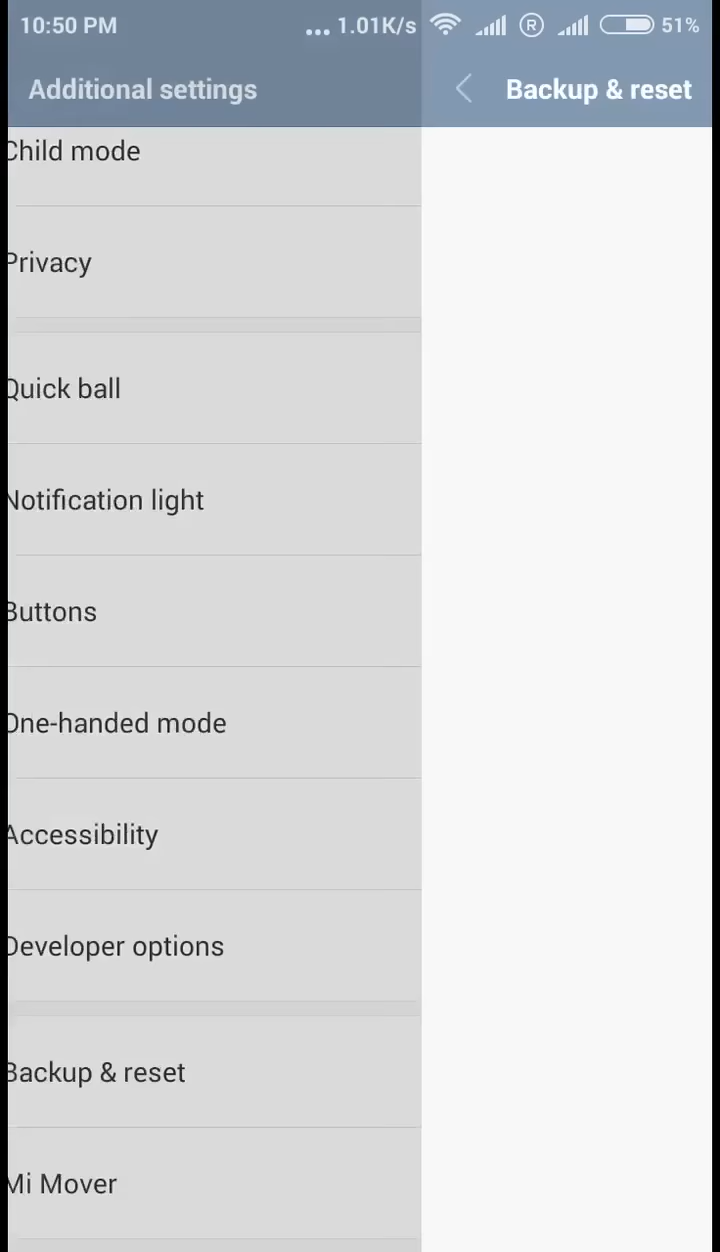 10:50 PM ... 1.01K/s R 51%
Additional settings
Backup & reset
Child mode
Privacy
Quick ball
Notification light
Buttons
One-handed mode
Accessibility
Developer options
Backup & reset
Mi Mover